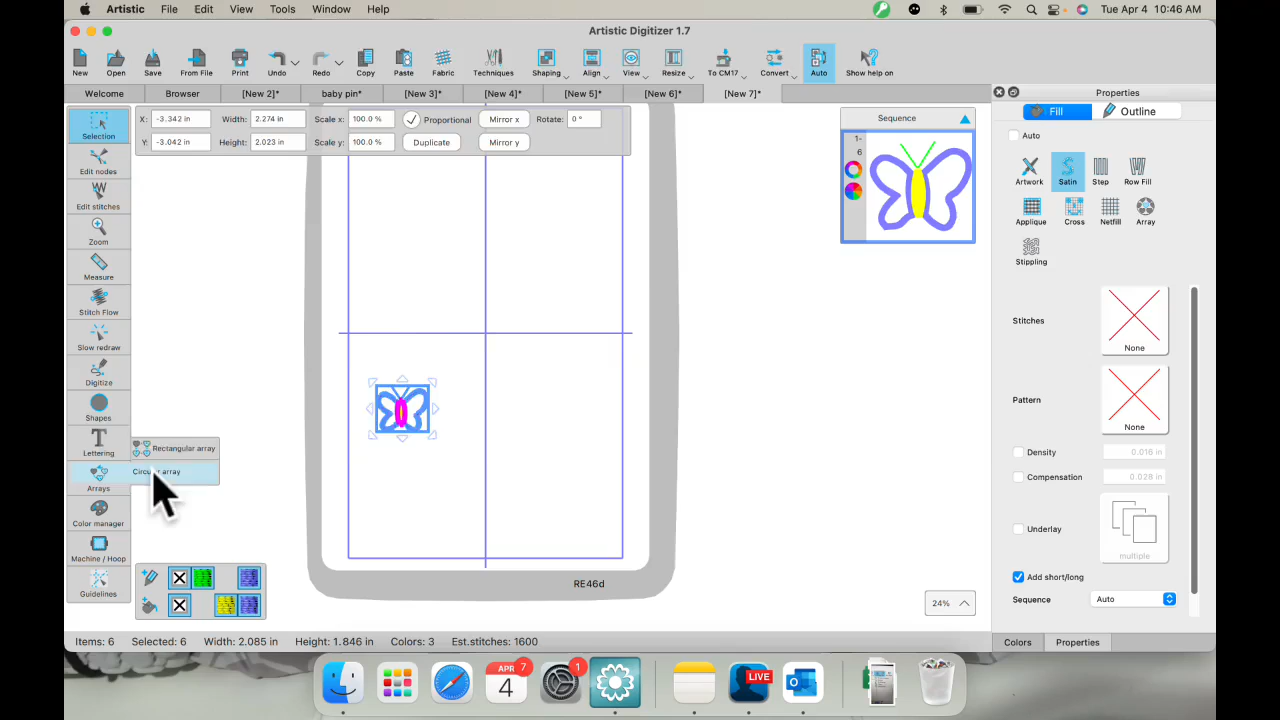 Artistic File Edit View Tools Window Help Tue Apr 4 10:46 AM
Artistic Digitizer 1.7
New Open Save From File Print Undo Redo Copy Paste Fabric Techniques Shaping Align View Resize To CM17 Convert Auto Show help on
Welcome Browser [New 2]* baby pin* [New 3]* [New 4]* [New 5]* [New 6]* [New 7]* Properties
X: -3.342 in Width: 2.274 in Scale x: 100.0 % Proportional Mirror x Rotate: 0 °
Y: -3.042 in Height: 2.023 in Scale y: 100.0 % Duplicate Mirror y
Sequence
1-
6
Fill Outline
Auto
Artwork Satin Step Row Fill
Applique Cross Netfill Array
Stippling
Stitches None
Pattern None
Density 0.016 in
Compensation 0.028 in
Underlay multiple
Add short/long
Sequence Auto
Colors Properties
Selection
Edit nodes
Edit stitches
Zoom
Measure
Stitch Flow
Slow redraw
Digitize
Shapes
Lettering
Arrays
Color manager
Machine / Hoop
Guidelines
Rectangular array
Circular array
RE46d
24%
Items: 6 Selected: 6 Width: 2.085 in Height: 1.846 in Colors: 3 Est.stitches: 1600
APR 7
4
1
LIVE